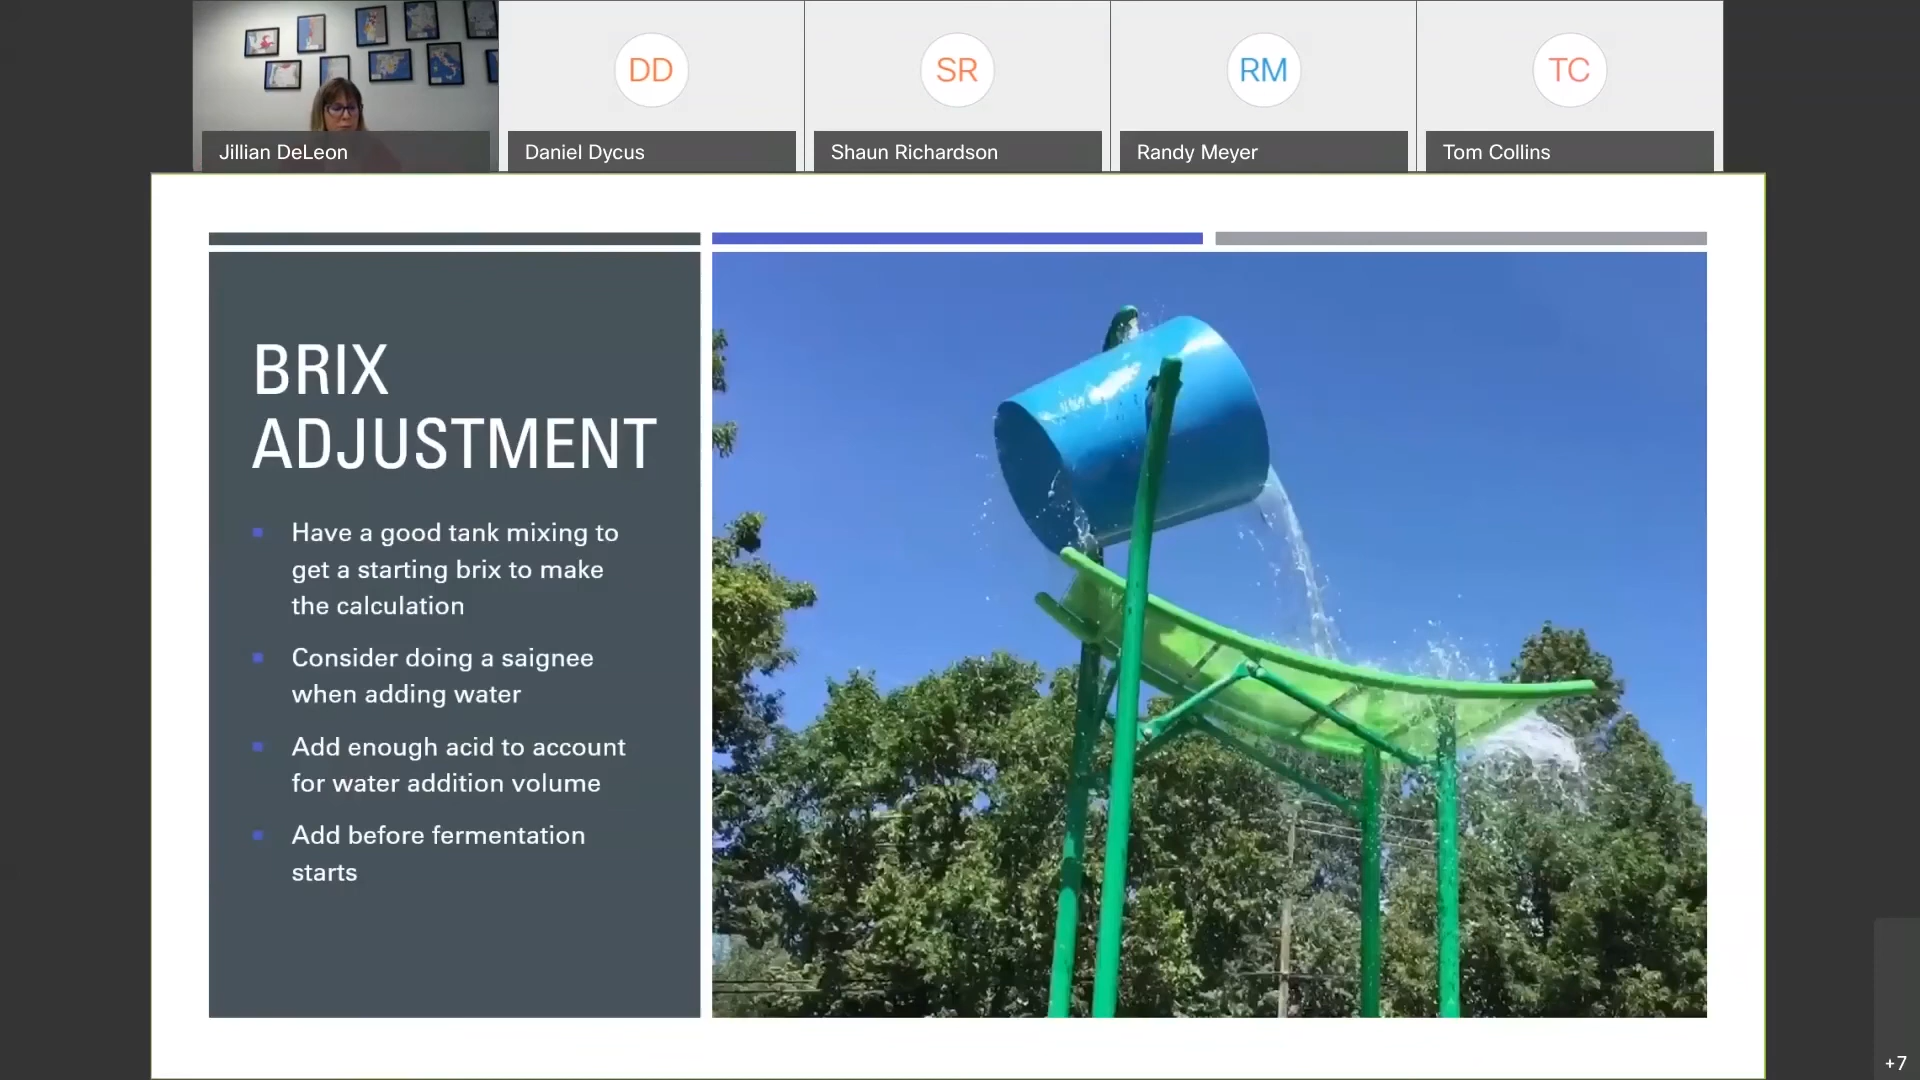 DD
SR
RM
TC
Jillian DeLeon
Daniel Dycus
Shaun Richardson
Randy Meyer
Tom Collins
BRIX
ADJUSTMENT
Have a good tank mixing to
get a starting brix to make
the calculation
Consider doing a saignee
when adding water
Add enough acid to account
for water addition volume
Add before fermentation
starts
+7